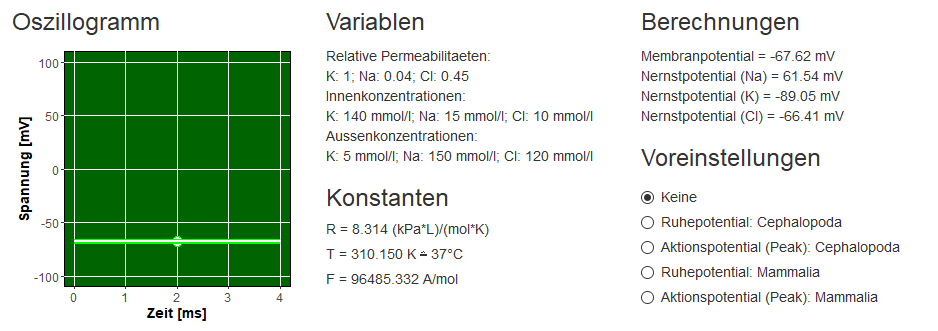 Oszillogramm
Spannung [mV]
100
50
0
-50
-100
0 1 2 3 4
Zeit [ms]
Variablen
Relative Permeabilitaeten:
K: 1; Na: 0.04; Cl: 0.45
Innenkonzentrationen:
K: 140 mmol/l; Na: 15 mmol/l; Cl: 10 mmol/l
Aussenkonzentrationen:
K: 5 mmol/l; Na: 150 mmol/l; Cl: 120 mmol/l
Konstanten
R = 8.314 (kPa*L)/(mol*K)
T = 310.150 K ≐ 37°C
F = 96485.332 A/mol
Berechnungen
Membranpotential = -67.62 mV
Nernstpotential (Na) = 61.54 mV
Nernstpotential (K) = -89.05 mV
Nernstpotential (Cl) = -66.41 mV
Voreinstellungen
Keine
Ruhepotential: Cephalopoda
Aktionspotential (Peak): Cephalopoda
Ruhepotential: Mammalia
Aktionspotential (Peak): Mammalia